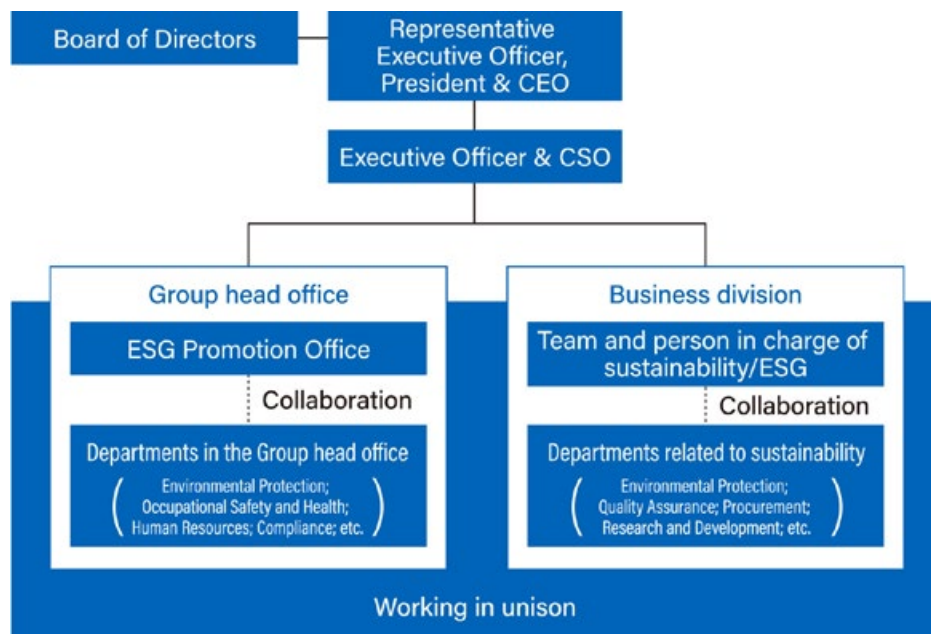 Board of Directors
Representative
Executive Officer,
President & CEO
Executive Officer & CSO
Group head office
ESG Promotion Office
Collaboration
Departments in the Group head office
Environmental Protection;
Occupational Safety and Health;
Human Resources; Compliance; etc.
Business division
Team and person in charge of
sustainability/ESG
Collaboration
Departments related to sustainability
Environmental Protection;
Quality Assurance; Procurement;
Research and Development; etc.
Working in unison